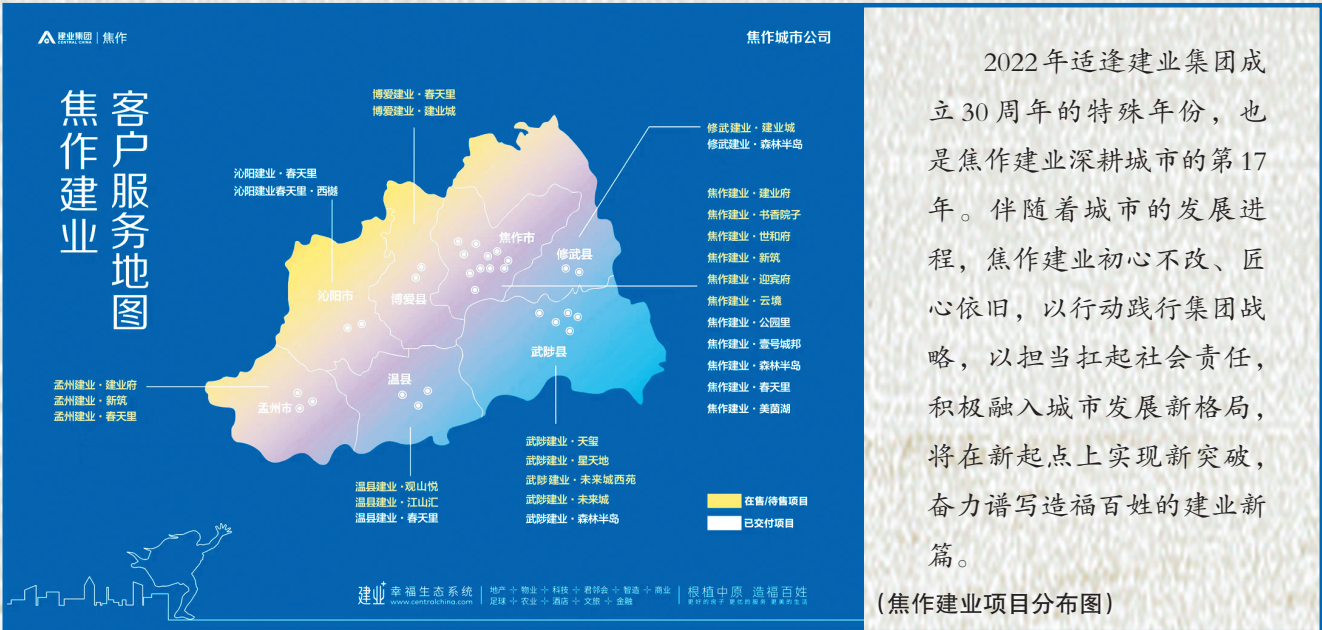 建业集团 焦作
CENTRAL CHINA
焦作城市公司
客户服务地图
焦作建业
博爱建业·春天里
博爱建业·建业城
沁阳建业·春天里
沁阳建业春天里·西樾
修武建业·建业城
修武建业·森林半岛
焦作建业·建业府
焦作建业·书香院子
焦作建业·世和府
焦作建业·新筑
焦作建业·迎宾府
焦作建业·云境
焦作建业·公园里
焦作建业·壹号城邦
焦作建业·森林半岛
焦作建业·春天里
焦作建业·美茵湖
焦作市
修武县
沁阳市
博爱县
武陟县
温县
孟州市
孟州建业·建业府
孟州建业·新筑
孟州建业·春天里
温县建业·观山悦
温县建业·江山汇
温县建业·春天里
武陟建业·天玺
武陟建业·星天地
武陟建业·未来城西苑
武陟建业·未来城
武陟建业·森林半岛
在售/待售项目
已交付项目
建业+ 幸福生态系统
www.centralchina.com
地产 + 物业 + 科技 + 君邻会 + 智造 + 商业
足球 + 农业 + 酒店 + 文旅 + 金融
根植中原 造福百姓
更好的房子 更优的服务 更美的生活
2022年适逢建业集团成
立30周年的特殊年份，也
是焦作建业深耕城市的第17
年。伴随着城市的发展进
程，焦作建业初心不改、匠
心依旧，以行动践行集团战
略，以担当扛起社会责任，
积极融入城市发展新格局，
将在新起点上实现新突破，
奋力谱写造福百姓的建业新
篇。
(焦作建业项目分布图)